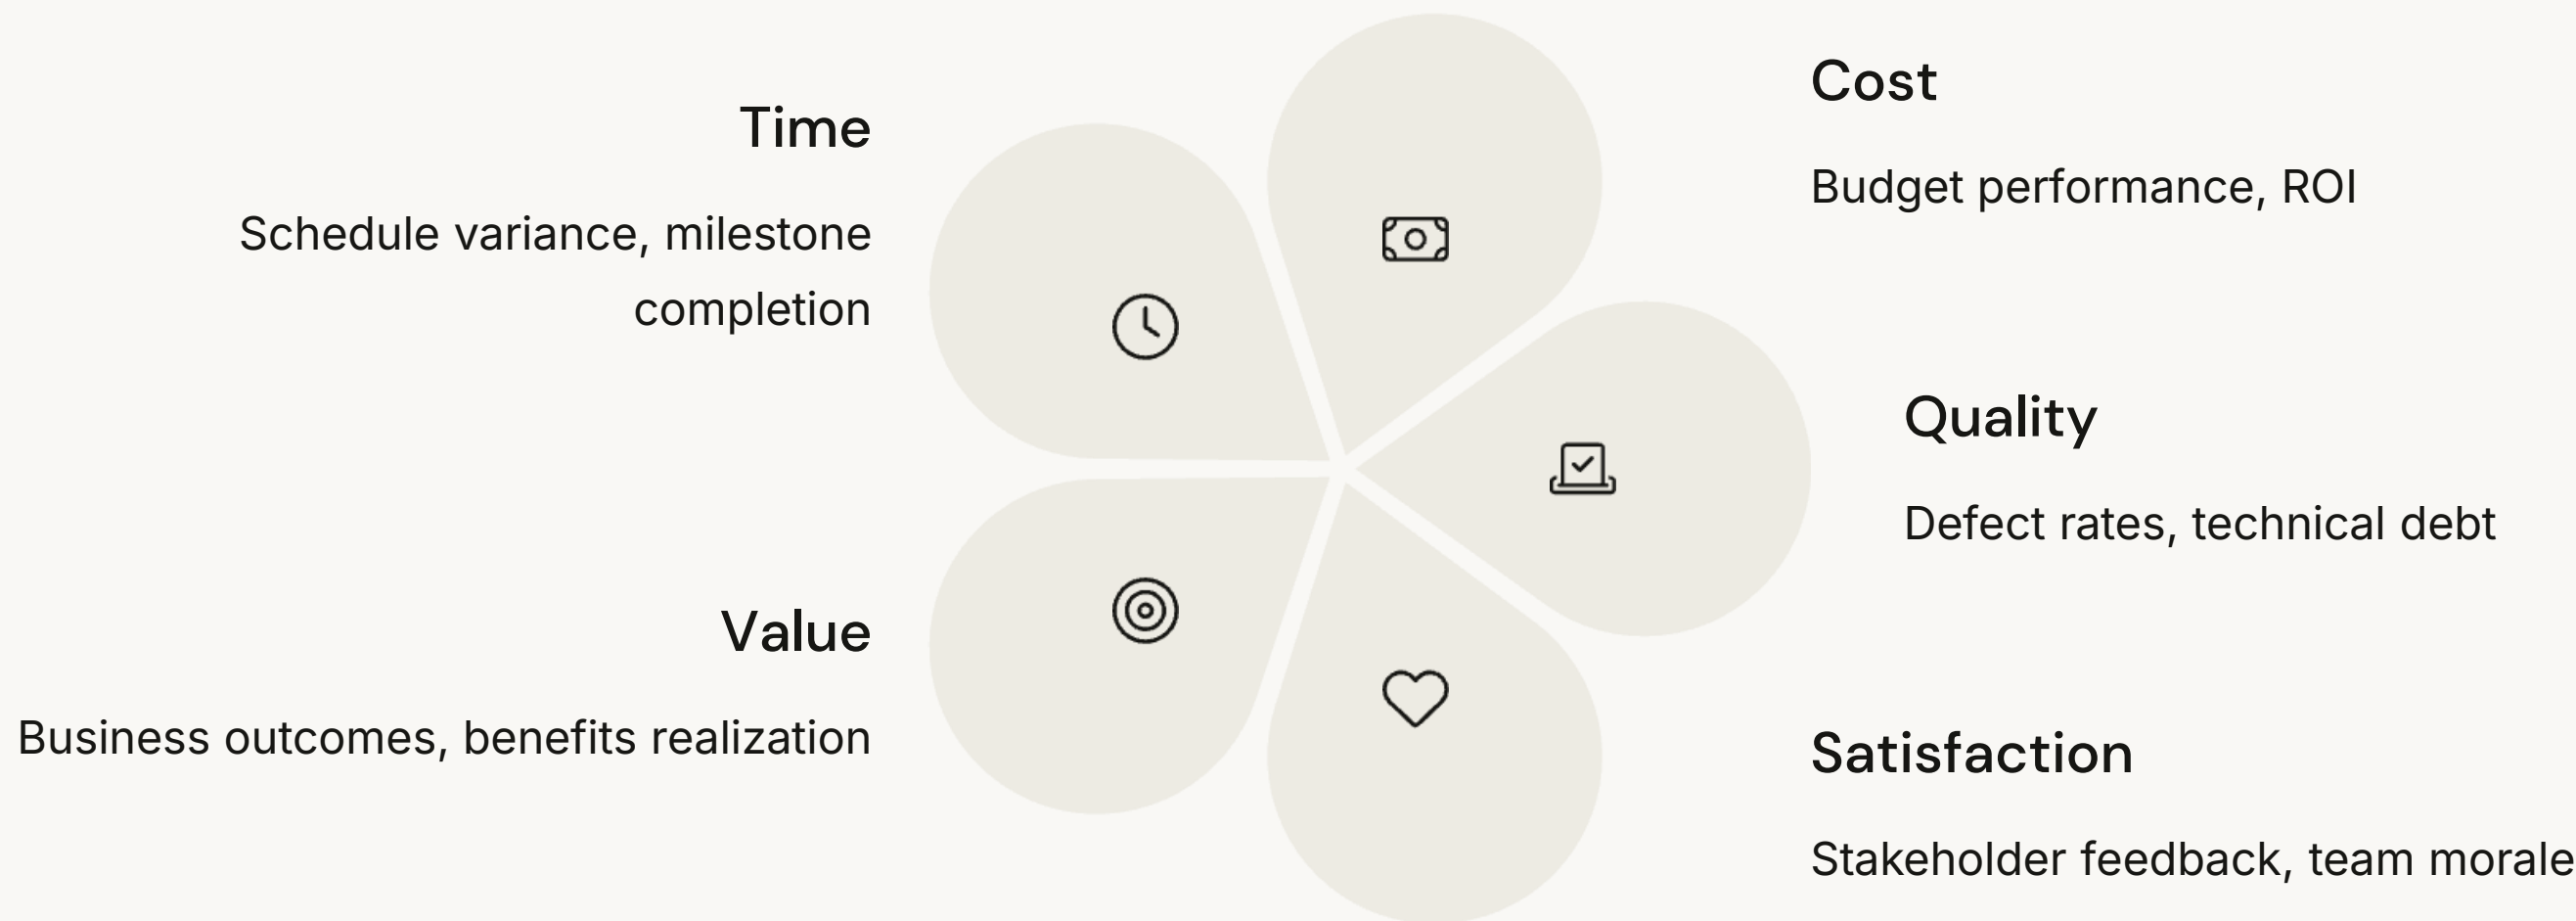 Time
Schedule variance, milestone
completion
Cost
Budget performance, ROI
Quality
Defect rates, technical debt
Value
Business outcomes, benefits realization
Satisfaction
Stakeholder feedback, team morale